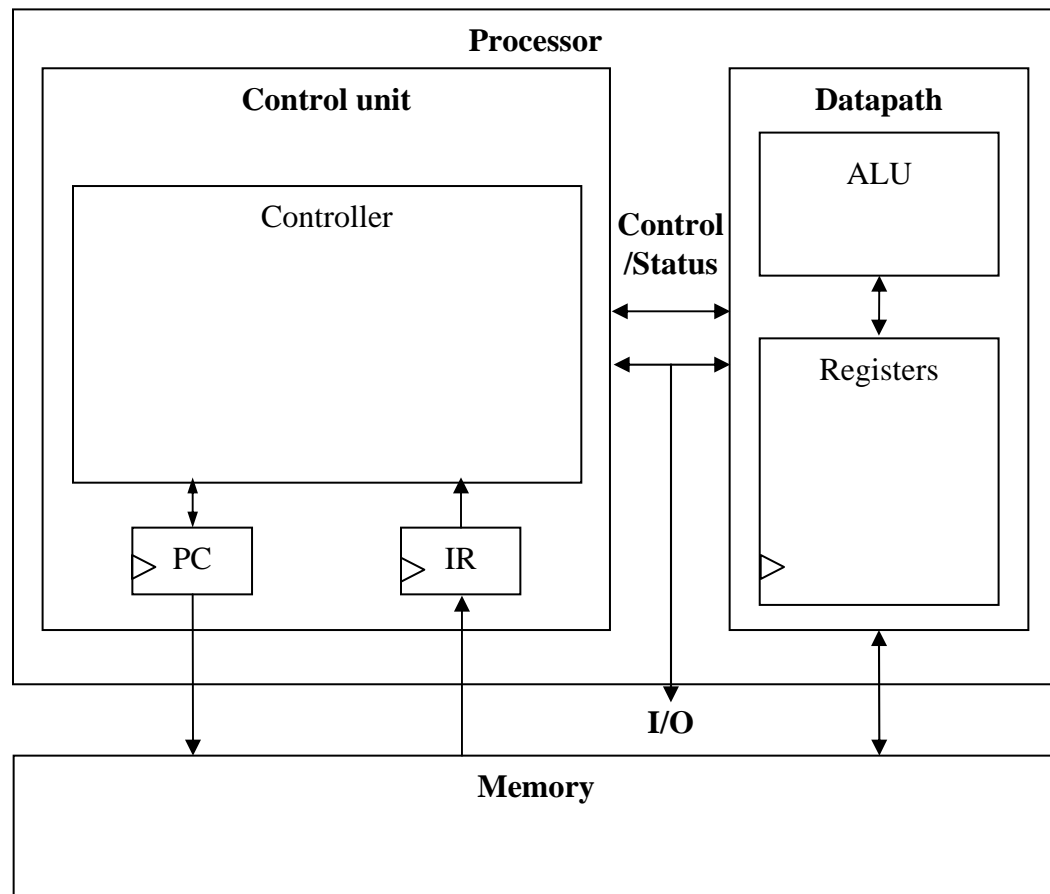 Processor
Control unit
Datapath
ALU
Controller
Control
/Status
Registers
PC
IR
I/O
Memory